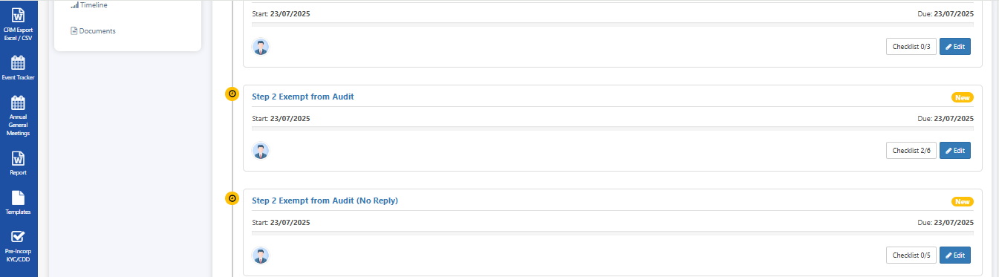 CRM Export
Excel / CSV
Event Tracker
Annual
General
Meetings
Report
Templates
Pre-Incorp
KYC/CDD
Timeline
Documents
Start: 23/07/2025 Due: 23/07/2025
Checklist 0/3 Edit
Step 2 Exempt from Audit New
Start: 23/07/2025 Due: 23/07/2025
Checklist 2/6 Edit
Step 2 Exempt from Audit (No Reply) New
Start: 23/07/2025 Due: 23/07/2025
Checklist 0/5 Edit